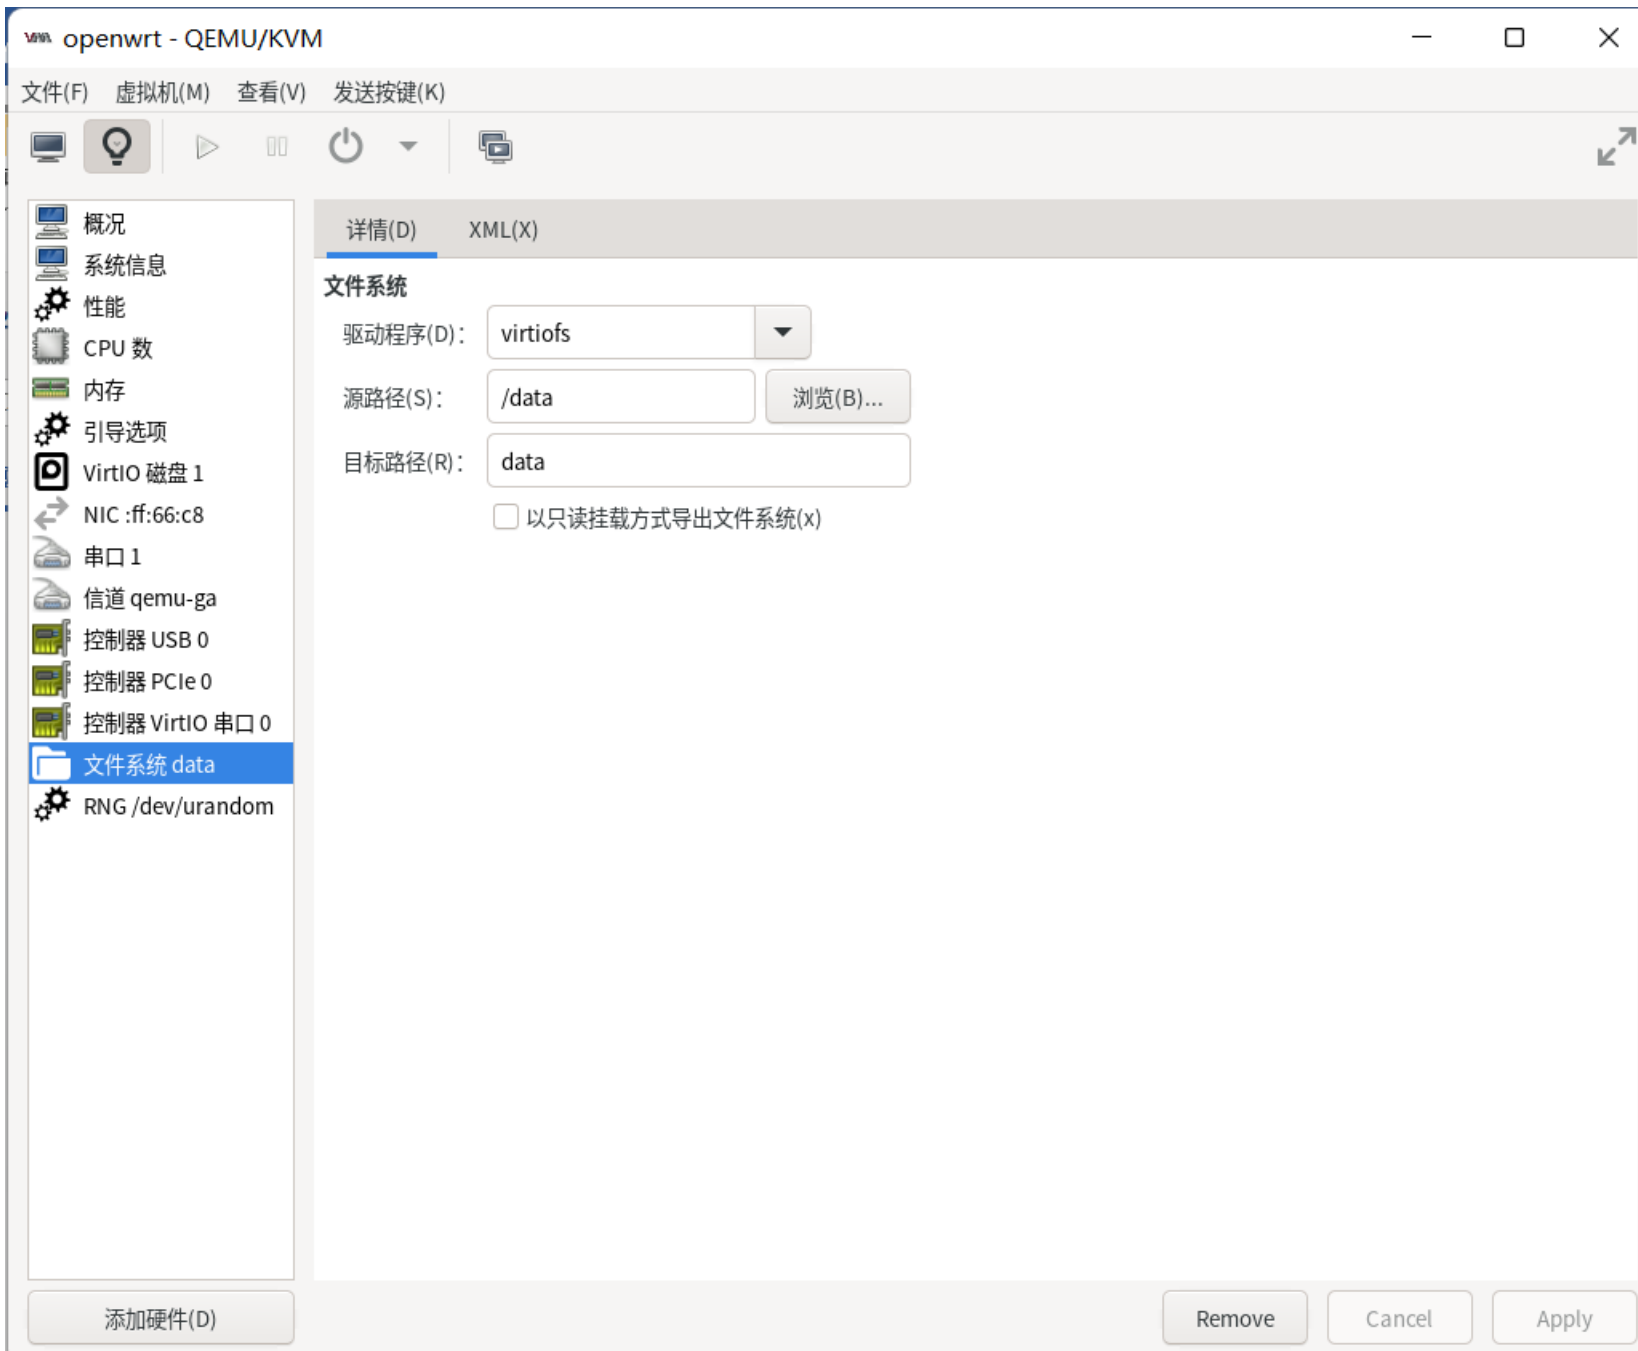 openwrt - QEMU/KVM
文件(F) 虚拟机(M) 查看(V) 发送按键(K)
概况
系统信息
性能
CPU 数
内存
引导选项
VirtIO 磁盘 1
NIC :ff:66:c8
串口 1
信道 qemu-ga
控制器 USB 0
控制器 PCIe 0
控制器 VirtIO 串口 0
文件系统 data
RNG /dev/urandom
添加硬件(D)
详情(D) XML(X)
文件系统
驱动程序(D)： virtiofs
源路径(S)： /data 浏览(B)...
目标路径(R)： data
以只读挂载方式导出文件系统(x)
Remove Cancel Apply